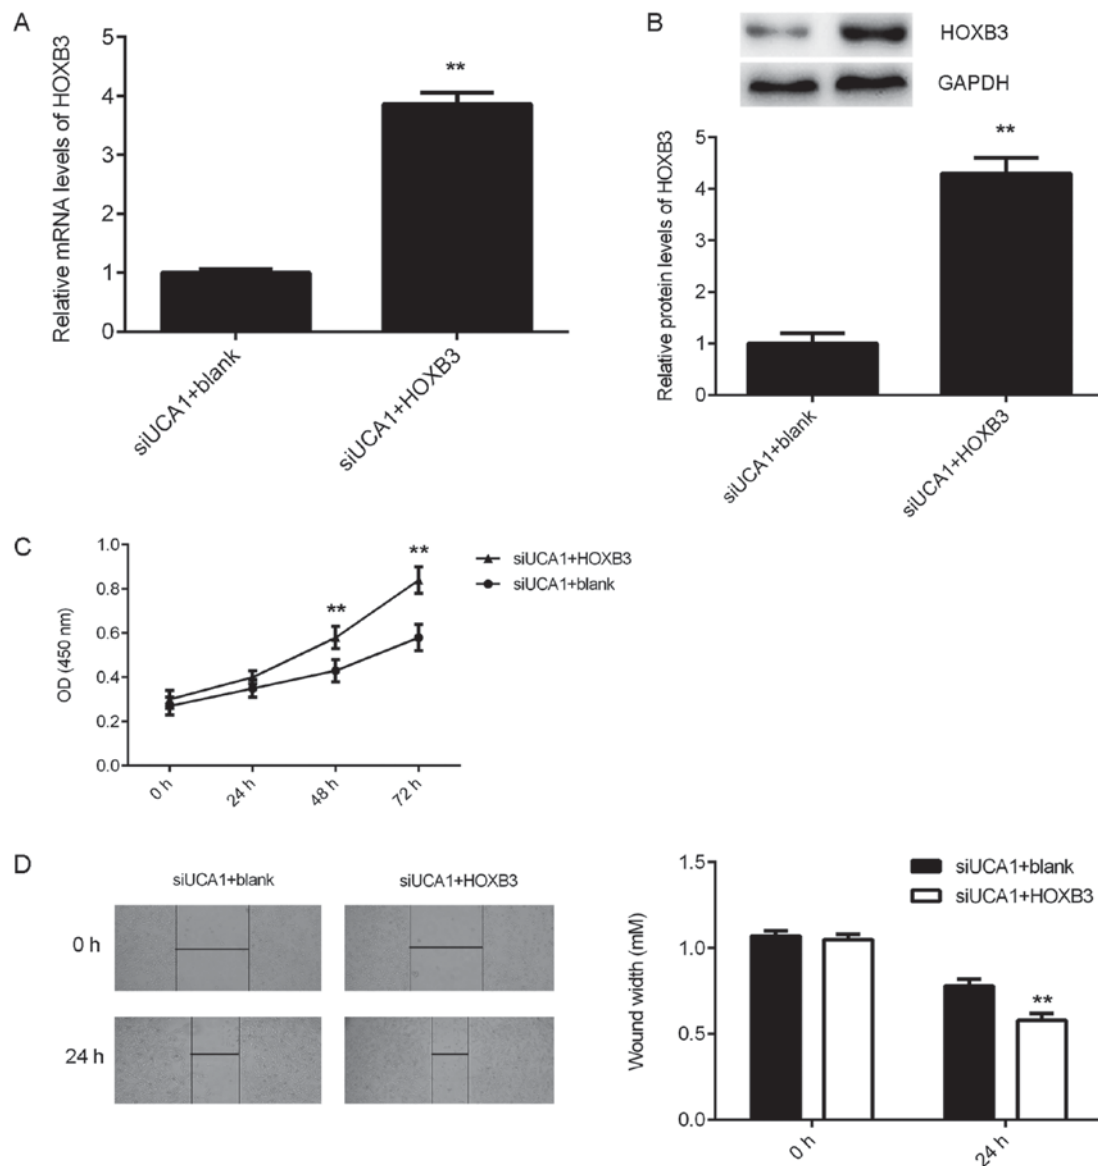 A
Relative mRNA levels of HOXB3
5
4
3
2
1
0
**
siUCA1+blank
siUCA1+HOXB3
B
HOXB3
GAPDH
Relative protein levels of HOXB3
5
4
3
2
1
0
**
siUCA1+blank
siUCA1+HOXB3
C
OD (450 nm)
1.0
0.8
0.6
0.4
0.2
0.0
**
**
0 h
24 h
48 h
72 h
siUCA1+HOXB3
siUCA1+blank
D
siUCA1+blank
siUCA1+HOXB3
0 h
24 h
Wound width (mM)
1.5
1.0
0.5
0.0
siUCA1+blank
siUCA1+HOXB3
**
0 h
24 h